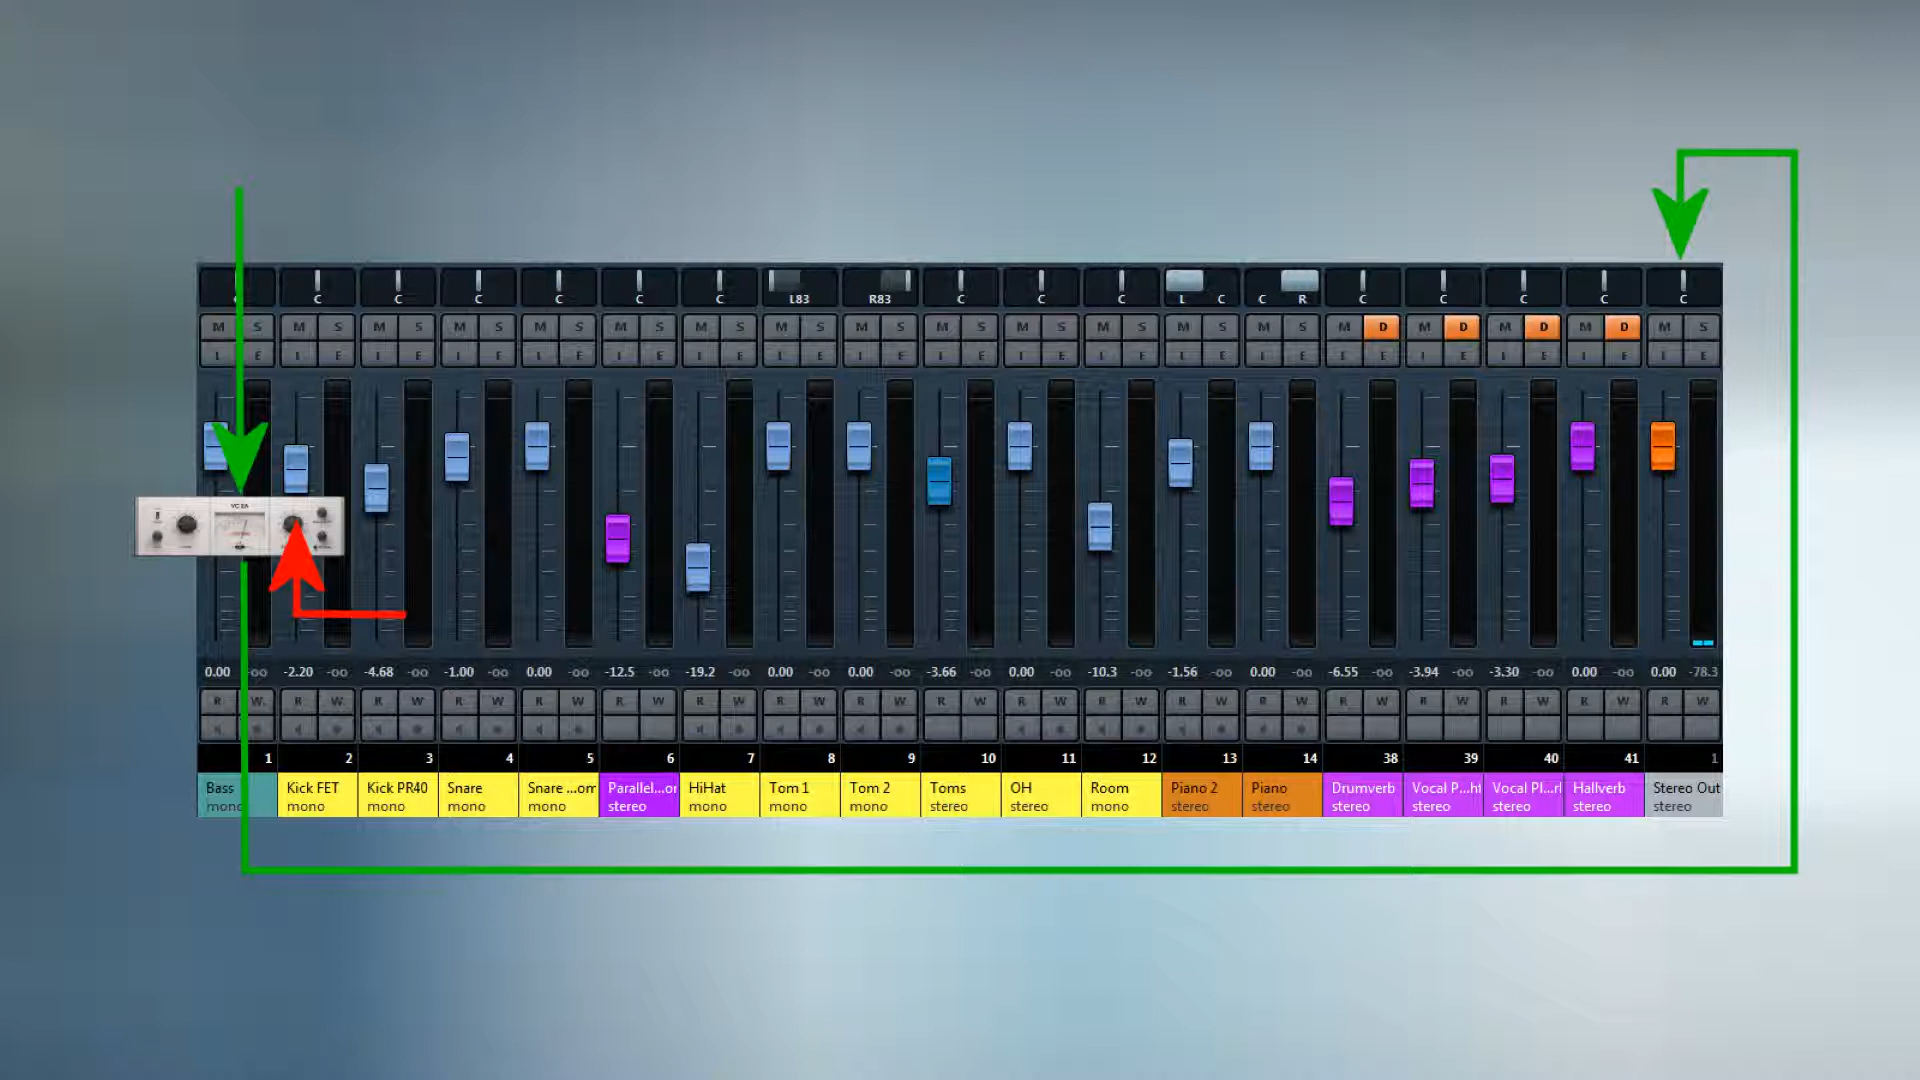 C C C C C C L83 R83 C C C L C C R C C C C C
M S M S M S M S M S M S M S M S M S M S M S M S M S M S M D M D M D M D M S
I E I E I E I E I E I E I E I E I E I E I E I E I E I E I E I E I E I E I E
VC 2A
0.00 -oo -2.20 -oo -4.68 -oo -1.00 -oo 0.00 -oo -12.5 -oo -19.2 -oo 0.00 -oo 0.00 -oo -3.66 -oo 0.00 -oo -10.3 -oo -1.56 -oo 0.00 -oo -6.55 -oo -3.94 -oo -3.30 -oo 0.00 -oo 0.00 -78.3
R W R W R W R W R W R W R W R W R W R W R W R W R W R W R W R W R W R W R W
1 2 3 4 5 6 7 8 9 10 11 12 13 14 38 39 40 41 1
Bass Kick FET Kick PR40 Snare Snare ...om Parallel...or HiHat Tom 1 Tom 2 Toms OH Room Piano 2 Piano Drumverb Vocal P...ht Vocal Pl...rl Hallverb Stereo Out
mono mono mono mono mono stereo mono mono mono stereo stereo mono stereo stereo stereo stereo stereo stereo stereo